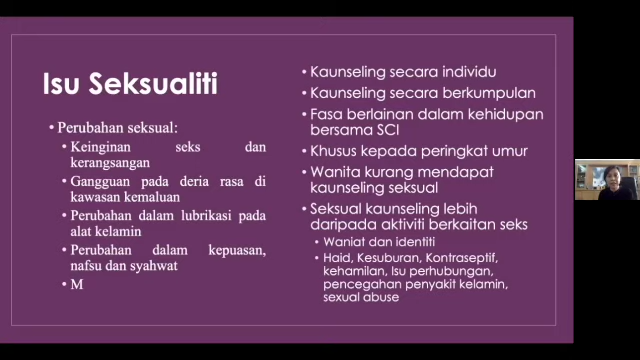 Isu Seksualiti
• Perubahan seksual:
• Keinginan seks dan
kerangsangan
• Gangguan pada deria rasa di
kawasan kemaluan
• Perubahan dalam lubrikasi pada
alat kelamin
• Perubahan dalam kepuasan,
nafsu dan syahwat
• M
• Kaunseling secara individu
• Kaunseling secara berkumpulan
• Fasa berlainan dalam kehidupan
bersama SCI
• Khusus kepada peringkat umur
• Wanita kurang mendapat
kaunseling seksual
• Seksual kaunseling lebih
daripada aktiviti berkaitan seks
• Waniat dan identiti
• Haid, Kesuburan, Kontraseptif,
kehamilan, Isu perhubungan,
pencegahan penyakit kelamin,
sexual abuse